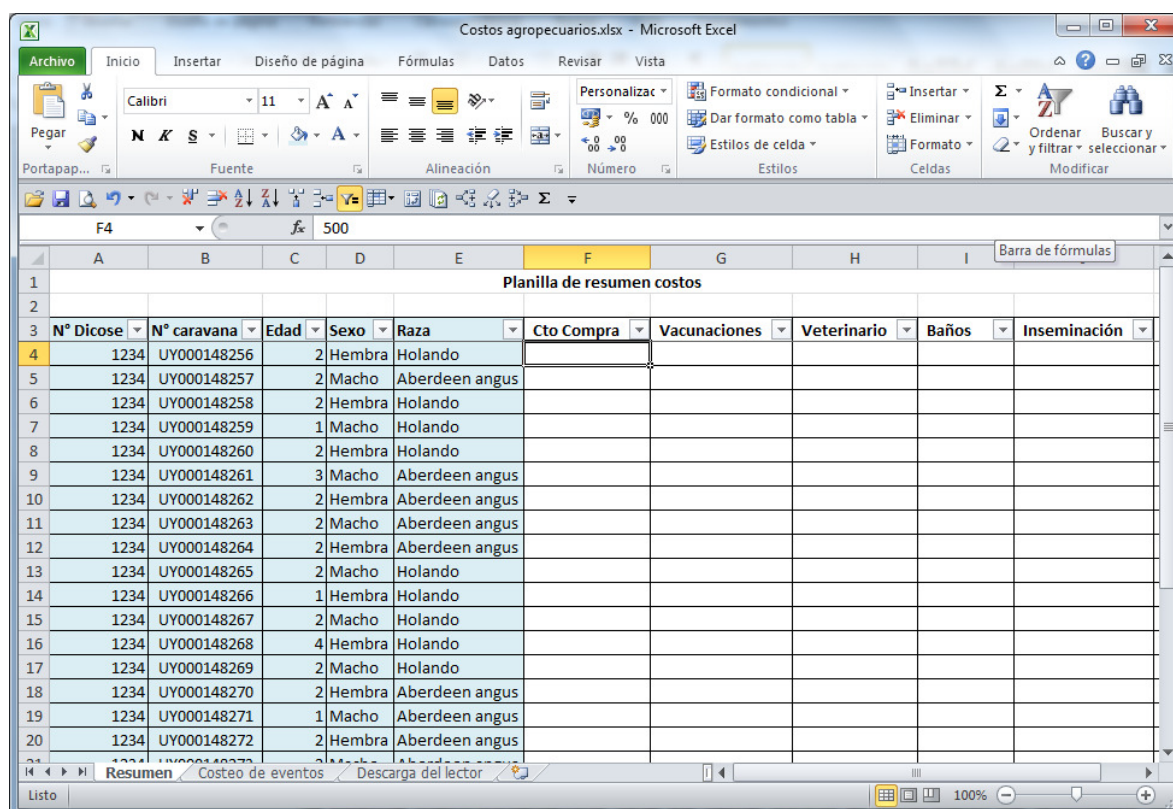 Costos agropecuarios.xlsx - Microsoft Excel
Archivo Inicio Insertar Diseño de página Fórmulas Datos Revisar Vista
Pegar
Calibri 11
N K S
Personalizac
% 000
Formato condicional
Dar formato como tabla
Estilos de celda
Insertar
Eliminar
Formato
Σ
Ordenar y filtrar
Buscar y seleccionar
Portapap... Fuente Alineación Número Estilos Celdas Modificar
F4 fx 500
Barra de fórmulas
A B C D E F G H I
1 Planilla de resumen costos
2
3 N° Dicose N° caravana Edad Sexo Raza Cto Compra Vacunaciones Veterinario Baños Inseminación
4 1234 UY000148256 2 Hembra Holando
5 1234 UY000148257 2 Macho Aberdeen angus
6 1234 UY000148258 2 Hembra Holando
7 1234 UY000148259 1 Macho Holando
8 1234 UY000148260 2 Hembra Holando
9 1234 UY000148261 3 Macho Aberdeen angus
10 1234 UY000148262 2 Hembra Aberdeen angus
11 1234 UY000148263 2 Macho Aberdeen angus
12 1234 UY000148264 2 Hembra Aberdeen angus
13 1234 UY000148265 2 Macho Holando
14 1234 UY000148266 1 Hembra Holando
15 1234 UY000148267 2 Macho Holando
16 1234 UY000148268 4 Hembra Holando
17 1234 UY000148269 2 Macho Holando
18 1234 UY000148270 2 Hembra Aberdeen angus
19 1234 UY000148271 1 Macho Aberdeen angus
20 1234 UY000148272 2 Hembra Aberdeen angus
Resumen Costeo de eventos Descarga del lector
Listo 100%